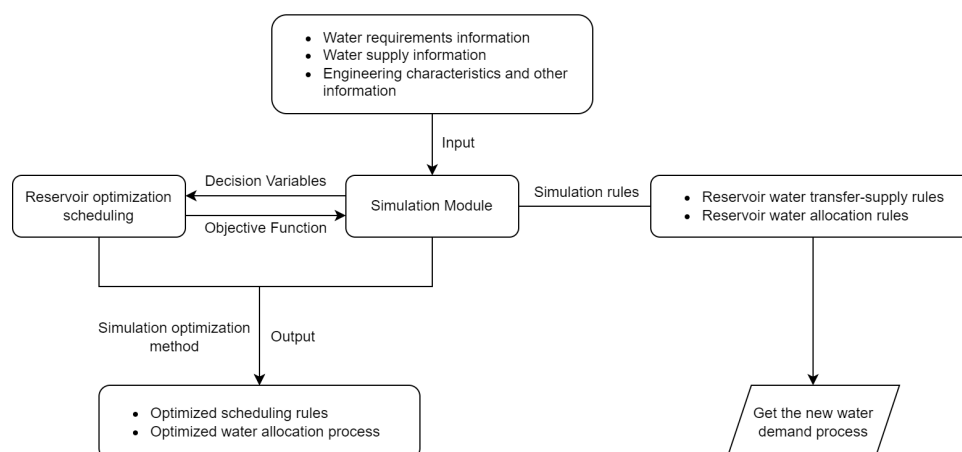 • Water requirements information
• Water supply information
• Engineering characteristics and other
information
Input
Decision Variables
Reservoir optimization
scheduling
Objective Function
Simulation Module
Simulation rules
• Reservoir water transfer-supply rules
• Reservoir water allocation rules
Simulation optimization
method
Output
• Optimized scheduling rules
• Optimized water allocation process
Get the new water
demand process